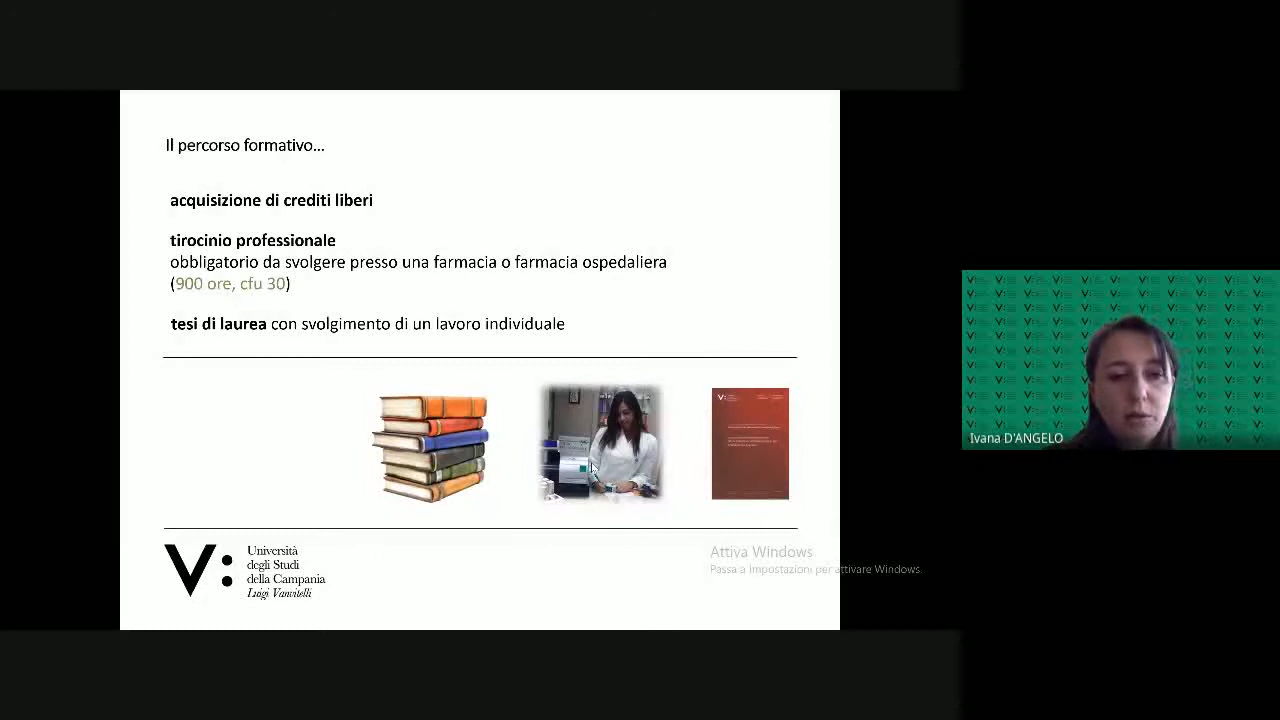 Il percorso formativo...
acquisizione di crediti liberi
tirocinio professionale
obbligatorio da svolgere presso una farmacia o farmacia ospedaliera
(900 ore, cfu 30)
tesi di laurea con svolgimento di un lavoro individuale
V:
Università
degli Studi
della Campania
Luigi Vanvitelli
Attiva Windows
Passa a Impostazioni per attivare Windows.
Ivana D'ANGELO